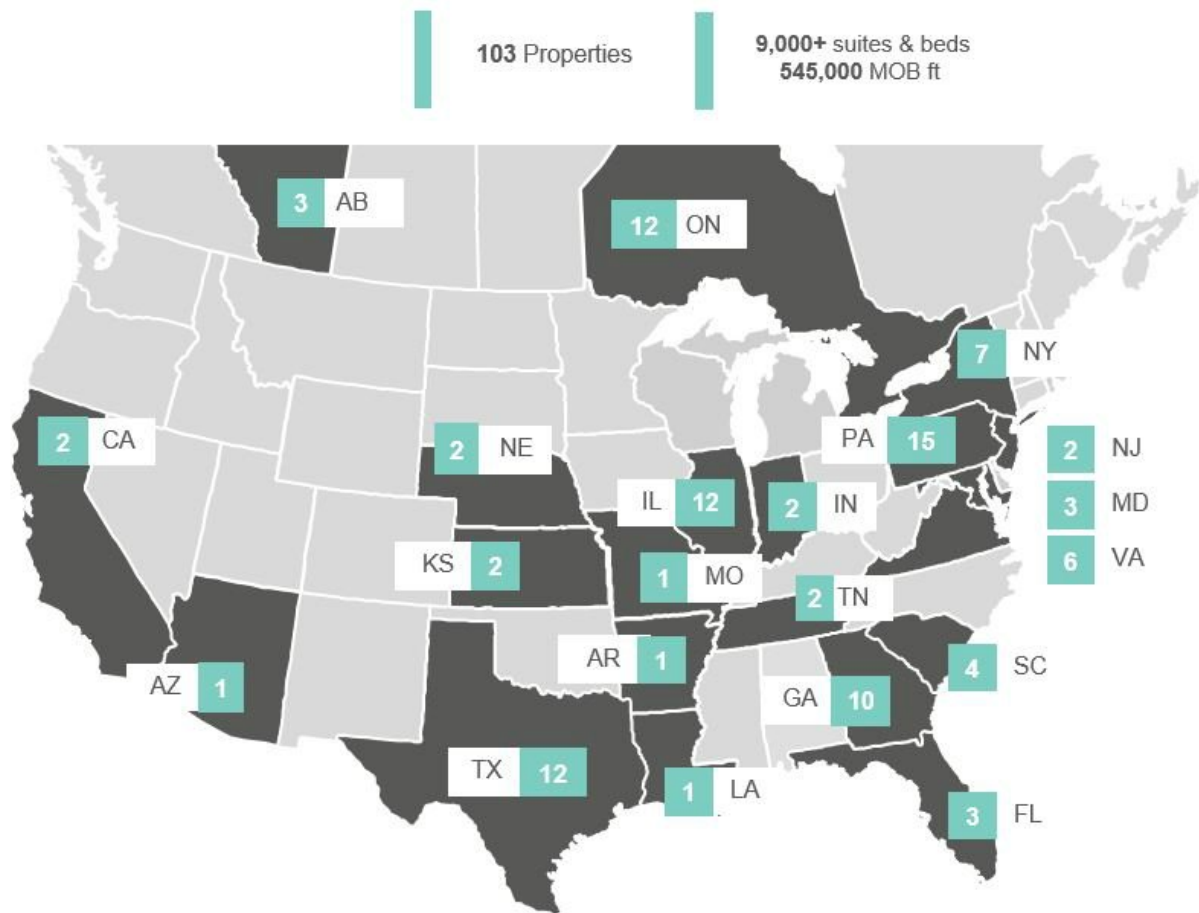 103 Properties
9,000+ suites & beds
545,000 MOB ft
3 AB
12 ON
7 NY
2 CA
2 NE
PA 15
2 NJ
IL 12
2 IN
3 MD
KS 2
1 MO
6 VA
2 TN
AR 1
4 SC
AZ 1
GA 10
TX 12
1 LA
3 FL